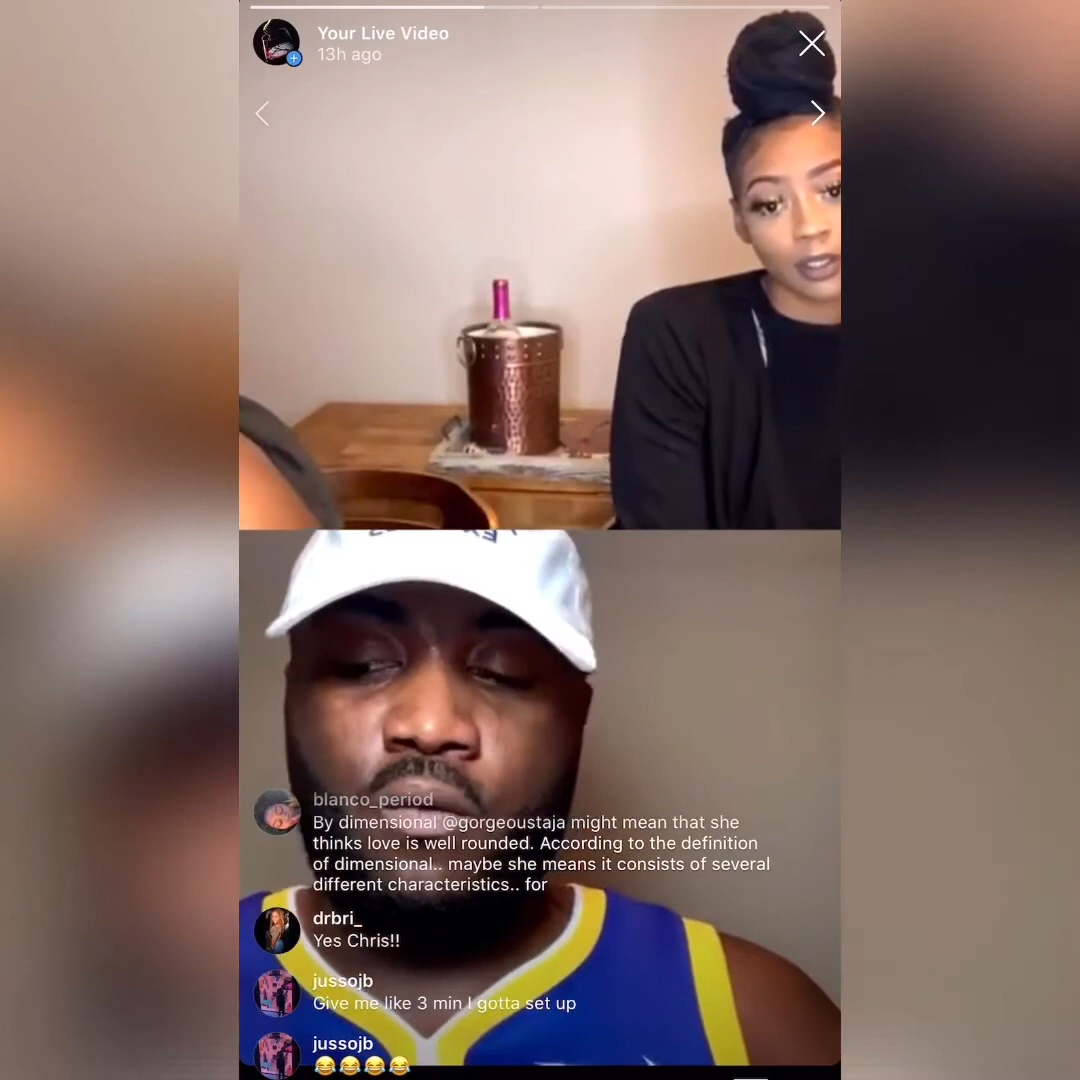 Your Live Video
13h ago
blanco_period
By dimensional @gorgeoustaja might mean that she
thinks love is well rounded. According to the definition
of dimensional.. maybe she means it consists of several
different characteristics.. for
drbri_
Yes Chris!!
jussojb
Give me like 3 min I gotta set up
jussojb
😂😂😂😂